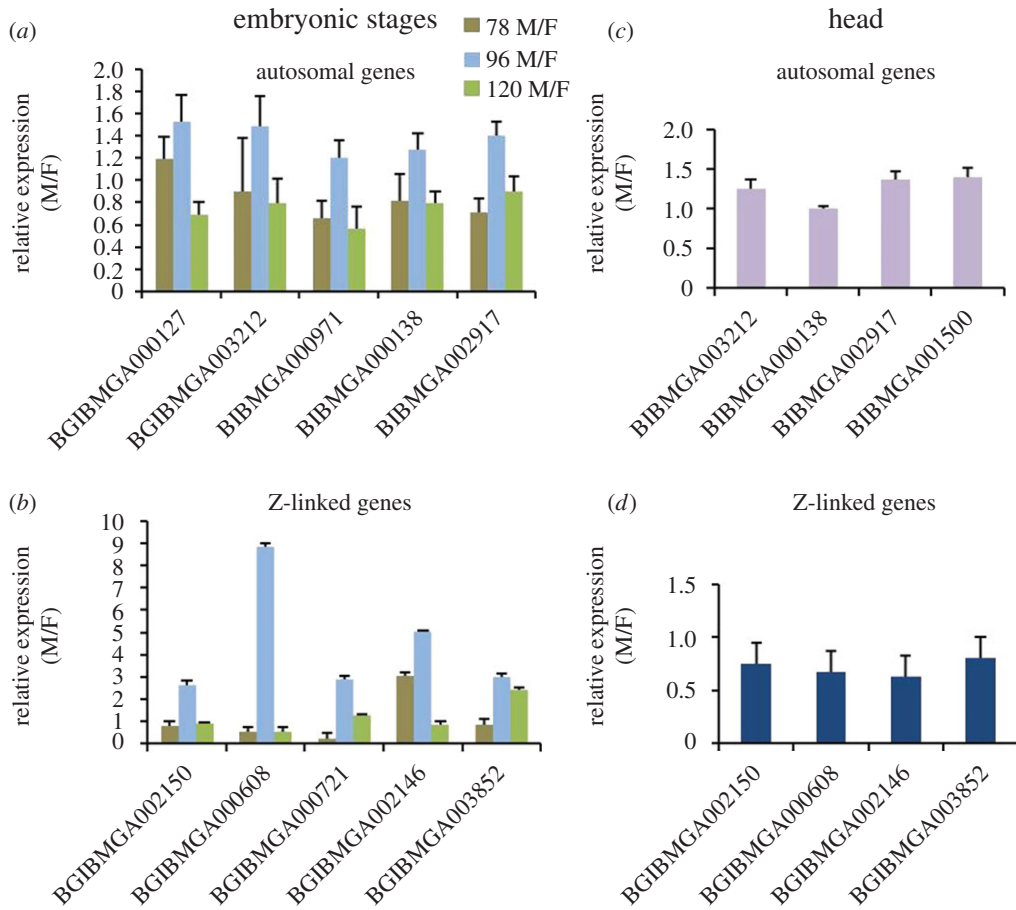 (a)
embryonic stages
78 M/F
96 M/F
120 M/F
autosomal genes
relative expression
(M/F)
2.0
1.8
1.6
1.4
1.2
1.0
0.8
0.6
0.4
0.2
0
BGIBMGA000127
BGIBMGA003212
BIBMGA000971
BIBMGA000138
BIBMGA002917
(c)
head
autosomal genes
relative expression
(M/F)
2.0
1.5
1.0
0.5
0
BIBMGA003212
BIBMGA000138
BIBMGA002917
BIBMGA001500
(b)
Z-linked genes
relative expression
(M/F)
10
9
8
7
6
5
4
3
2
1
0
BGIBMGA002150
BGIBMGA000608
BGIBMGA000721
BGIBMGA002146
BGIBMGA003852
(d)
Z-linked genes
relative expression
(M/F)
1.5
1.0
0.5
0
BGIBMGA002150
BGIBMGA000608
BGIBMGA002146
BGIBMGA003852